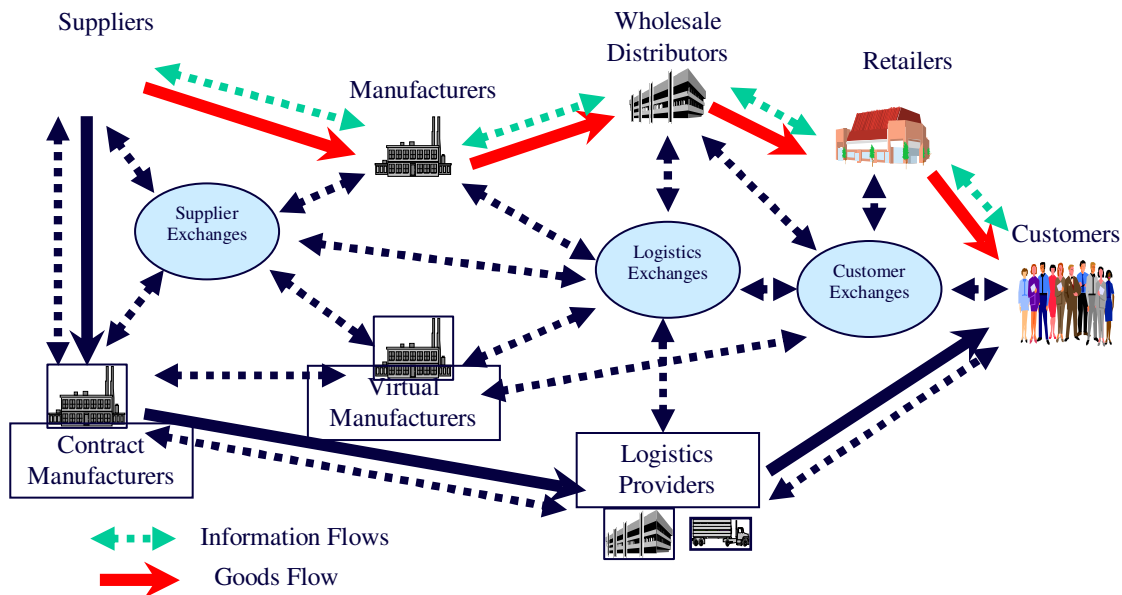 Suppliers
Wholesale
Distributors
Retailers
Manufacturers
Supplier
Exchanges
Logistics
Exchanges
Customer
Exchanges
Customers
Virtual
Manufacturers
Contract
Manufacturers
Logistics
Providers
Information Flows
Goods Flow